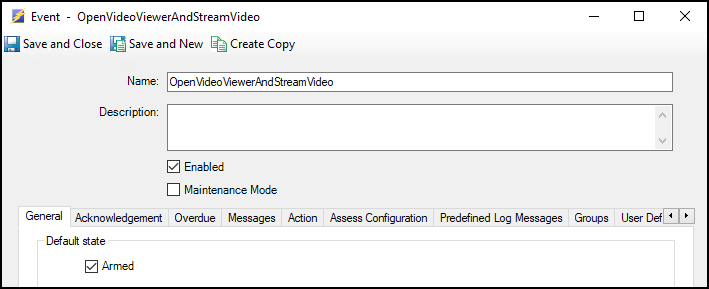 Event - OpenVideoViewerAndStreamVideo
Save and Close Save and New Create Copy
Name: OpenVideoViewerAndStreamVideo
Description:
Enabled
Maintenance Mode
General Acknowledgement Overdue Messages Action Assess Configuration Predefined Log Messages Groups User Def
Default state
Armed